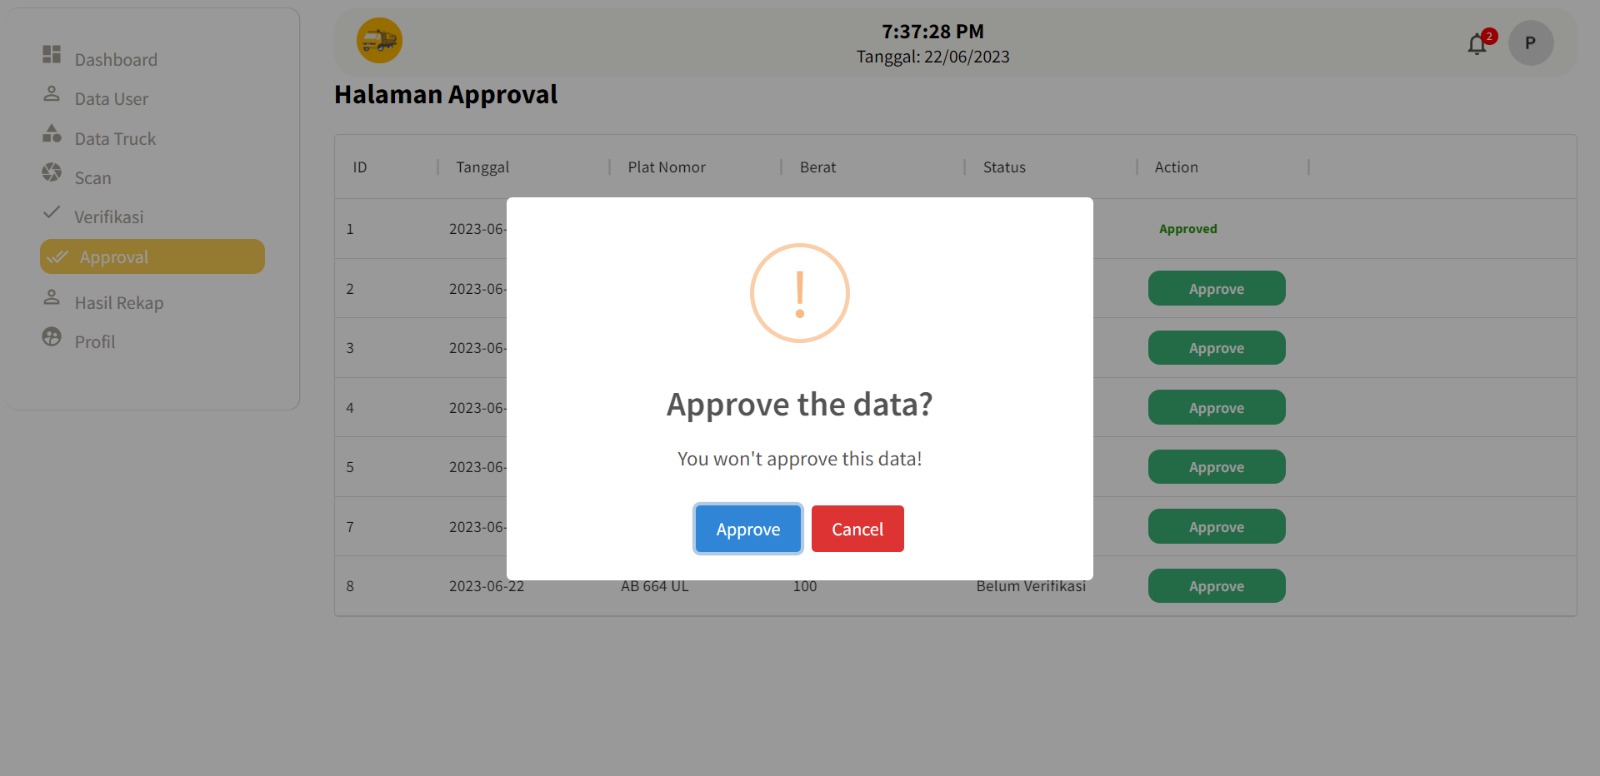 7:37:28 PM
Tanggal: 22/06/2023
2
P
Dashboard
Data User
Data Truck
Scan
Verifikasi
Approval
Hasil Rekap
Profil
Halaman Approval
ID Tanggal Plat Nomor Berat Status Action
1 2023-06- Approved
2 2023-06- Approve
3 2023-06- Approve
4 2023-06- Approve
5 2023-06- Approve
7 2023-06- Approve
8 2023-06-22 AB 664 UL 100 Belum Verifikasi Approve
!
Approve the data?
You won't approve this data!
Approve Cancel